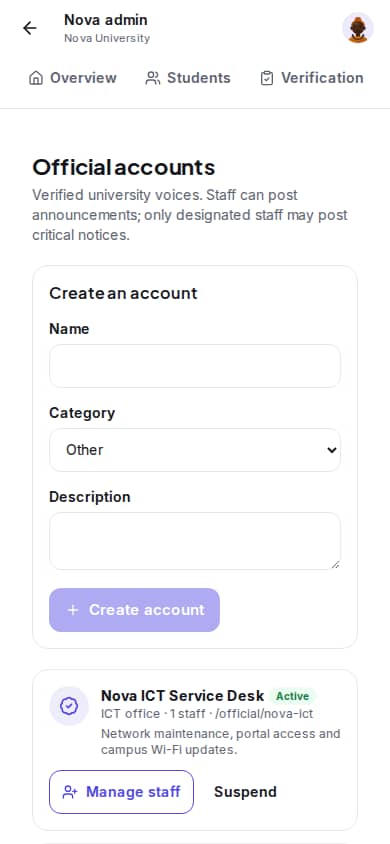 Nova admin
Nova University
Overview
Students
Verification
Official accounts
Verified university voices. Staff can post
announcements; only designated staff may post
critical notices.
Create an account
Name
Category
Other
Description
+ Create account
Nova ICT Service Desk Active
ICT office · 1 staff · /official/nova-ict
Network maintenance, portal access and
campus Wi-Fi updates.
Manage staff
Suspend